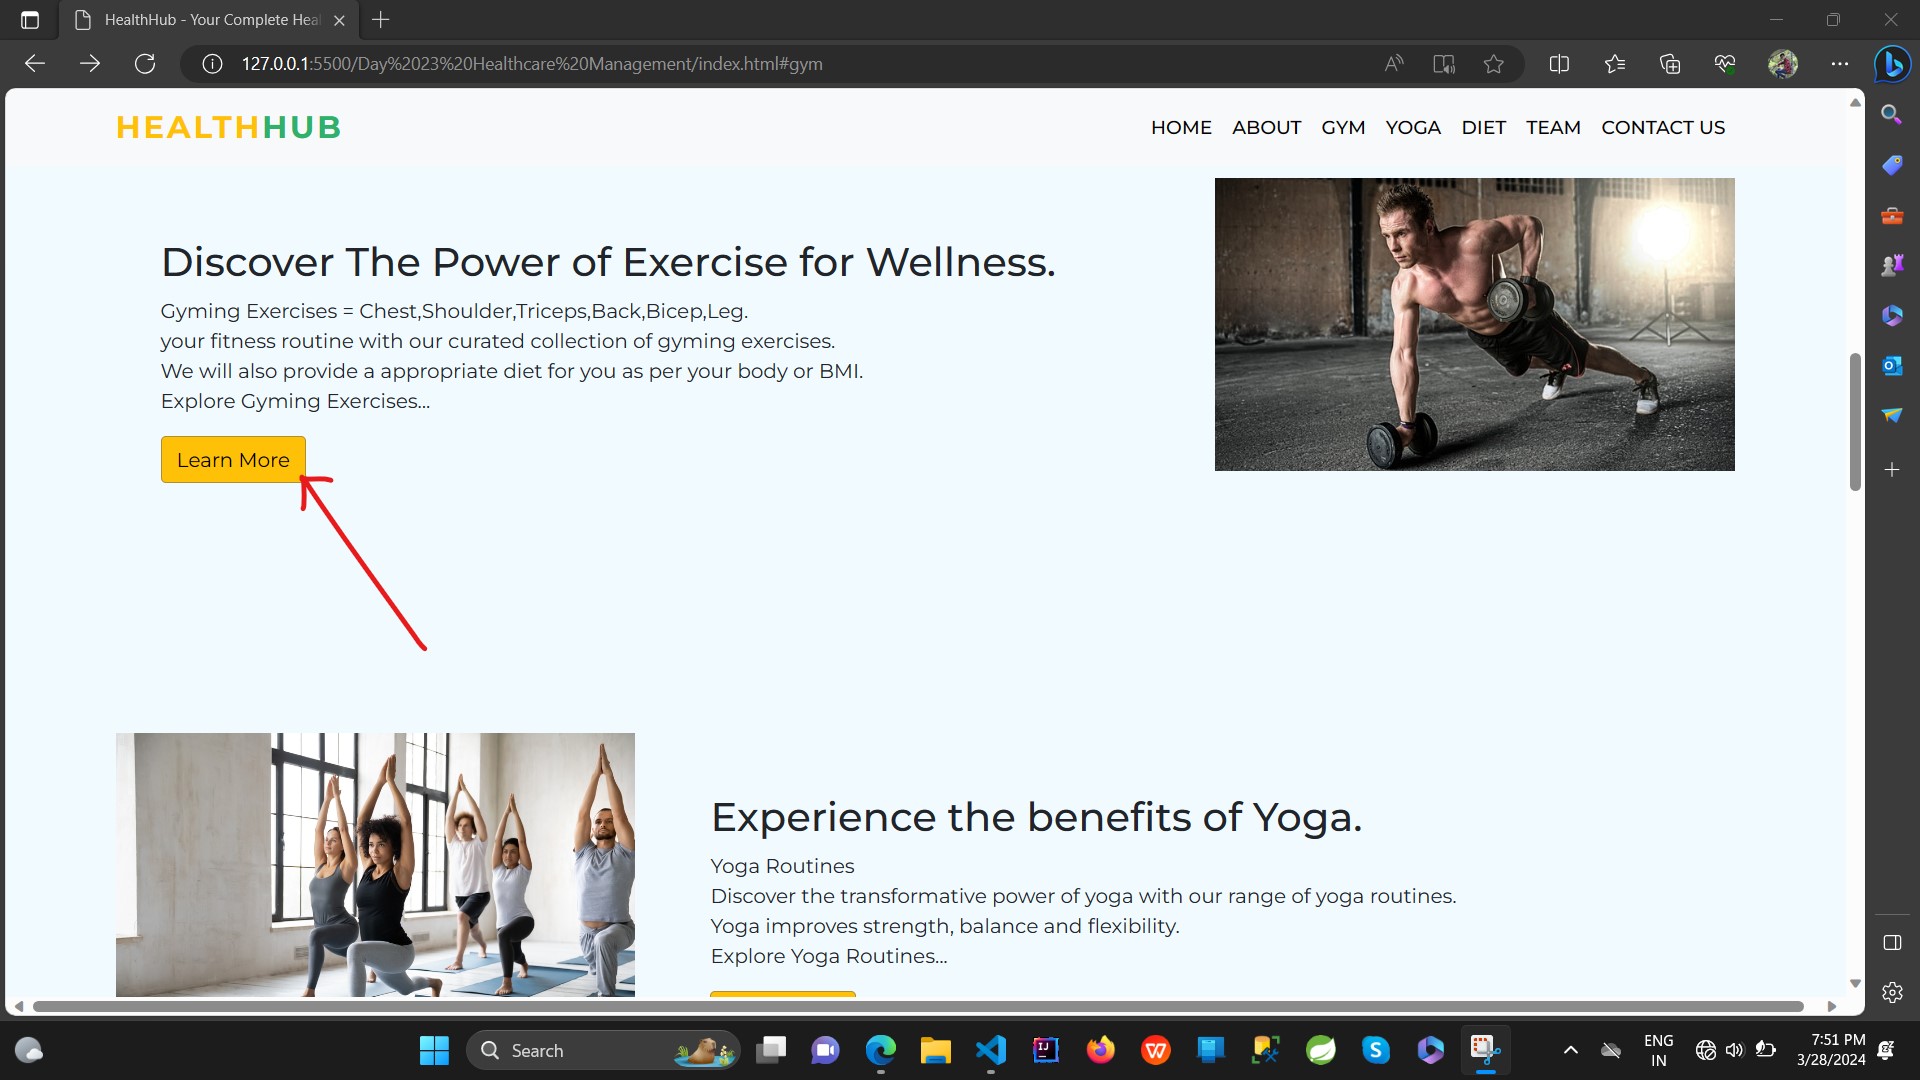 HealthHub - Your Complete Heal
127.0.0.1:5500/Day%2023%20Healthcare%20Management/index.html#gym
HEALTHHUB
HOME ABOUT GYM YOGA DIET TEAM CONTACT US
Discover The Power of Exercise for Wellness.
Gyming Exercises = Chest,Shoulder,Triceps,Back,Bicep,Leg.
your fitness routine with our curated collection of gyming exercises.
We will also provide a appropriate diet for you as per your body or BMI.
Explore Gyming Exercises...
Learn More
Experience the benefits of Yoga.
Yoga Routines
Discover the transformative power of yoga with our range of yoga routines.
Yoga improves strength, balance and flexibility.
Explore Yoga Routines...
Search
ENG
IN
7:51 PM
3/28/2024